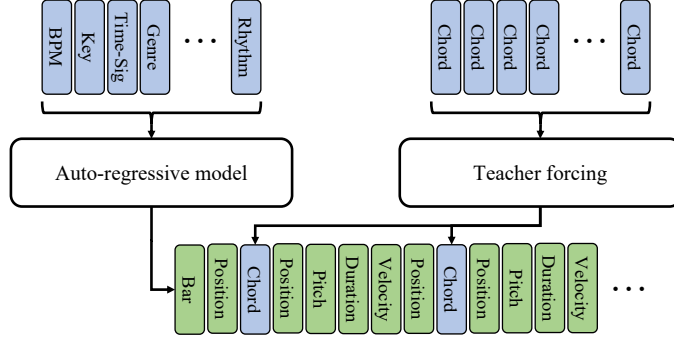 BPM
Key
Time-Sig
Genre
...
Rhythm
Chord
Chord
Chord
Chord
...
Chord
Auto-regressive model
Teacher forcing
Bar
Position
Chord
Position
Pitch
Duration
Velocity
Position
Chord
Position
Pitch
Duration
Velocity
...